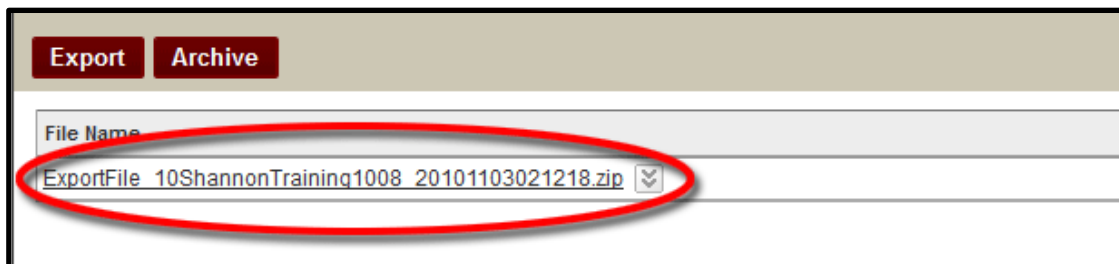 Export Archive
File Name
ExportFile_10ShannonTraining1008_20101103021218.zip